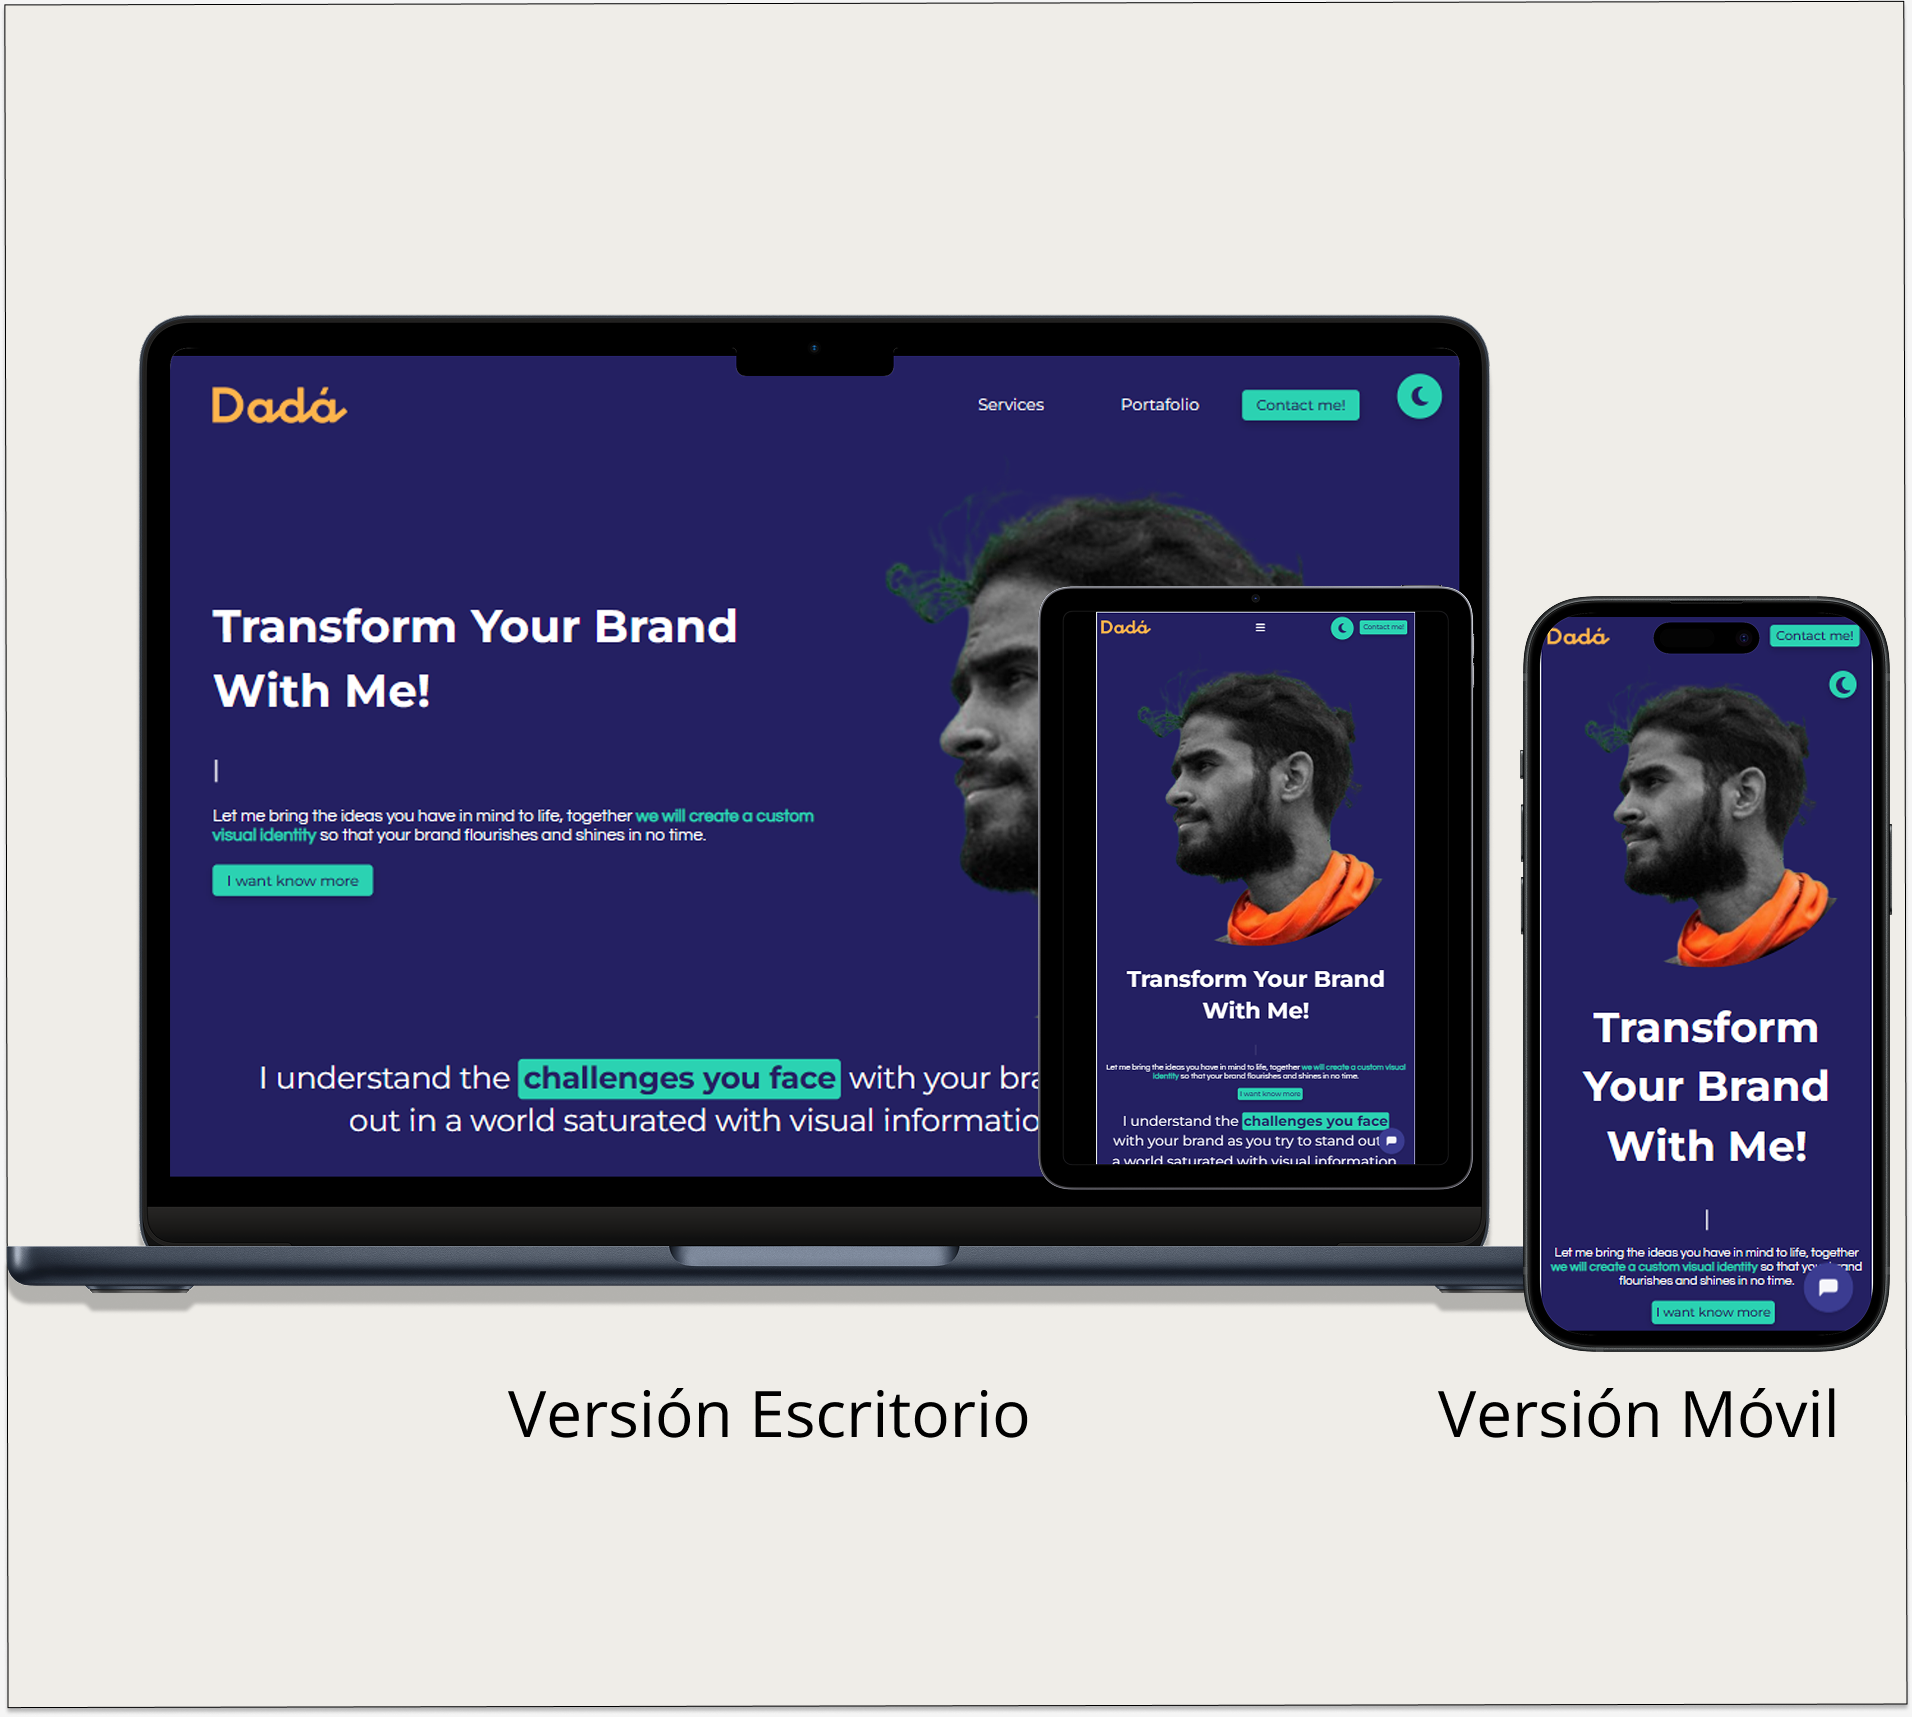 Dadá
Services
Portafolio
Contact me!
Transform Your Brand
With Me!
Let me bring the ideas you have in mind to life, together we will create a custom
visual identity so that your brand flourishes and shines in no time.
I want know more
I understand the challenges you face with your bra
out in a world saturated with visual informatio
Dadá
Contact me!
Transform Your Brand
With Me!
Let me bring the ideas you have in mind to life, together we will create a custom visual
identity so that your brand flourishes and shines in no time.
I want know more
I understand the challenges you face
with your brand as you try to stand out
a world saturated with visual information
Dadá
Contact me!
Transform
Your Brand
With Me!
Let me bring the ideas you have in mind to life, together
we will create a custom visual identity so that your brand
flourishes and shines in no time.
I want know more
Versión Escritorio
Versión Móvil